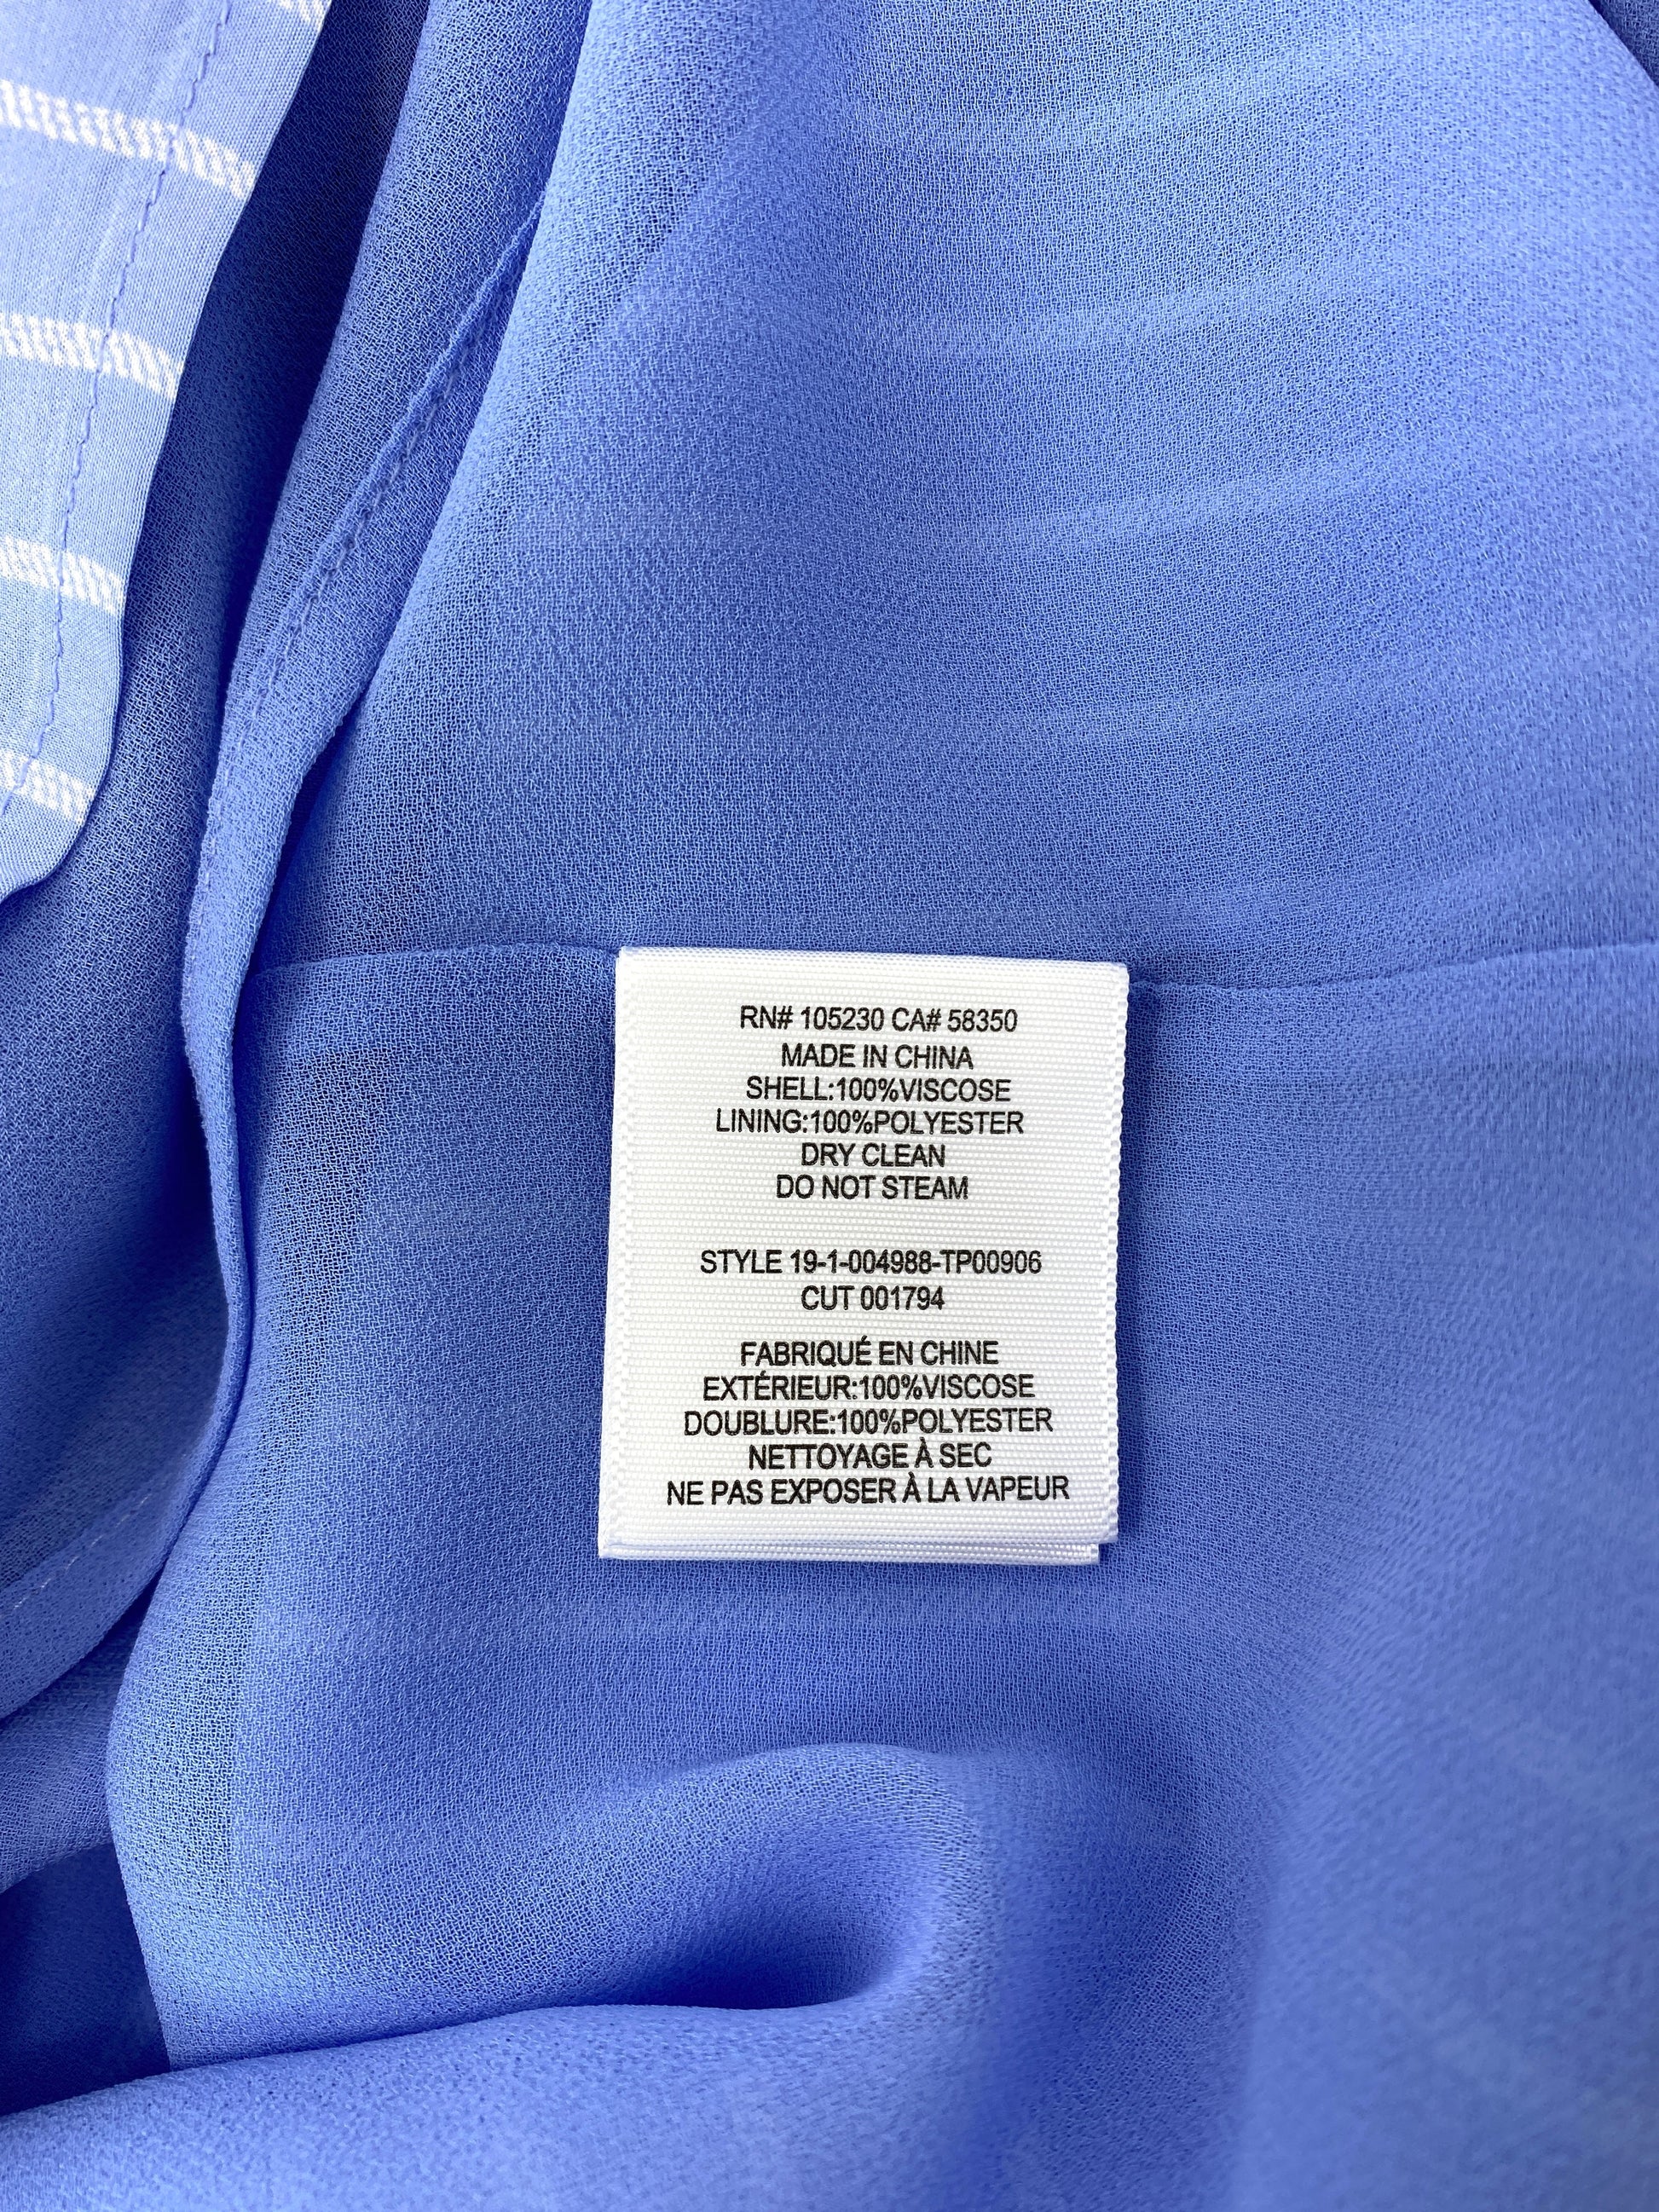 RN# 105230 CA# 58350
MADE IN CHINA
SHELL:100%VISCOSE
LINING:100%POLYESTER
DRY CLEAN
DO NOT STEAM
STYLE 19-1-004988-TP00906
CUT 001794
FABRIQUÉ EN CHINE
EXTÉRIEUR:100%VISCOSE
DOUBLURE:100%POLYESTER
NETTOYAGE À SEC
NE PAS EXPOSER À LA VAPEUR